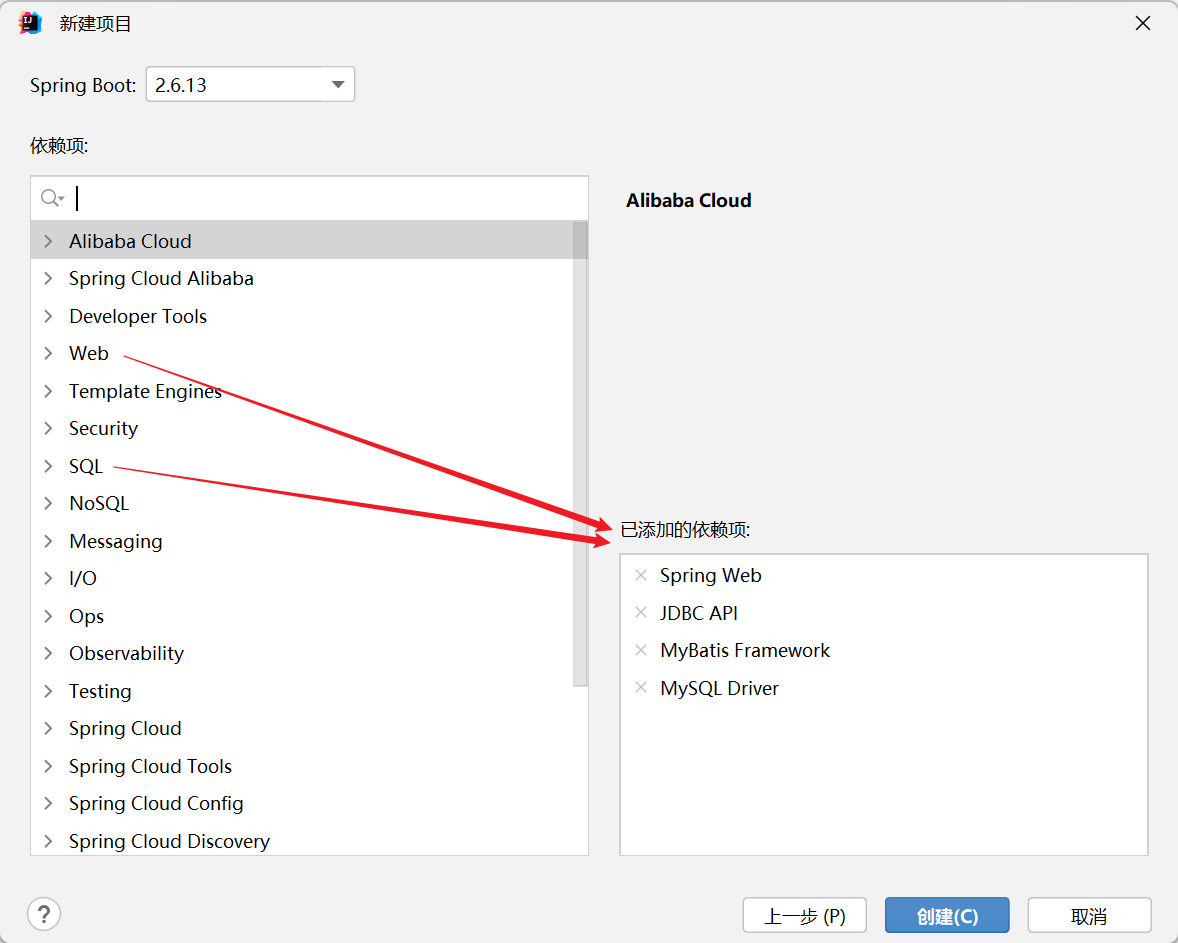 新建项目
Spring Boot: 2.6.13
依赖项:
Alibaba Cloud
Spring Cloud Alibaba
Developer Tools
Web
Template Engines
Security
SQL
NoSQL
Messaging
I/O
Ops
Observability
Testing
Spring Cloud
Spring Cloud Tools
Spring Cloud Config
Spring Cloud Discovery
Alibaba Cloud
已添加的依赖项:
Spring Web
JDBC API
MyBatis Framework
MySQL Driver
?
上一步 (P) 创建(C) 取消